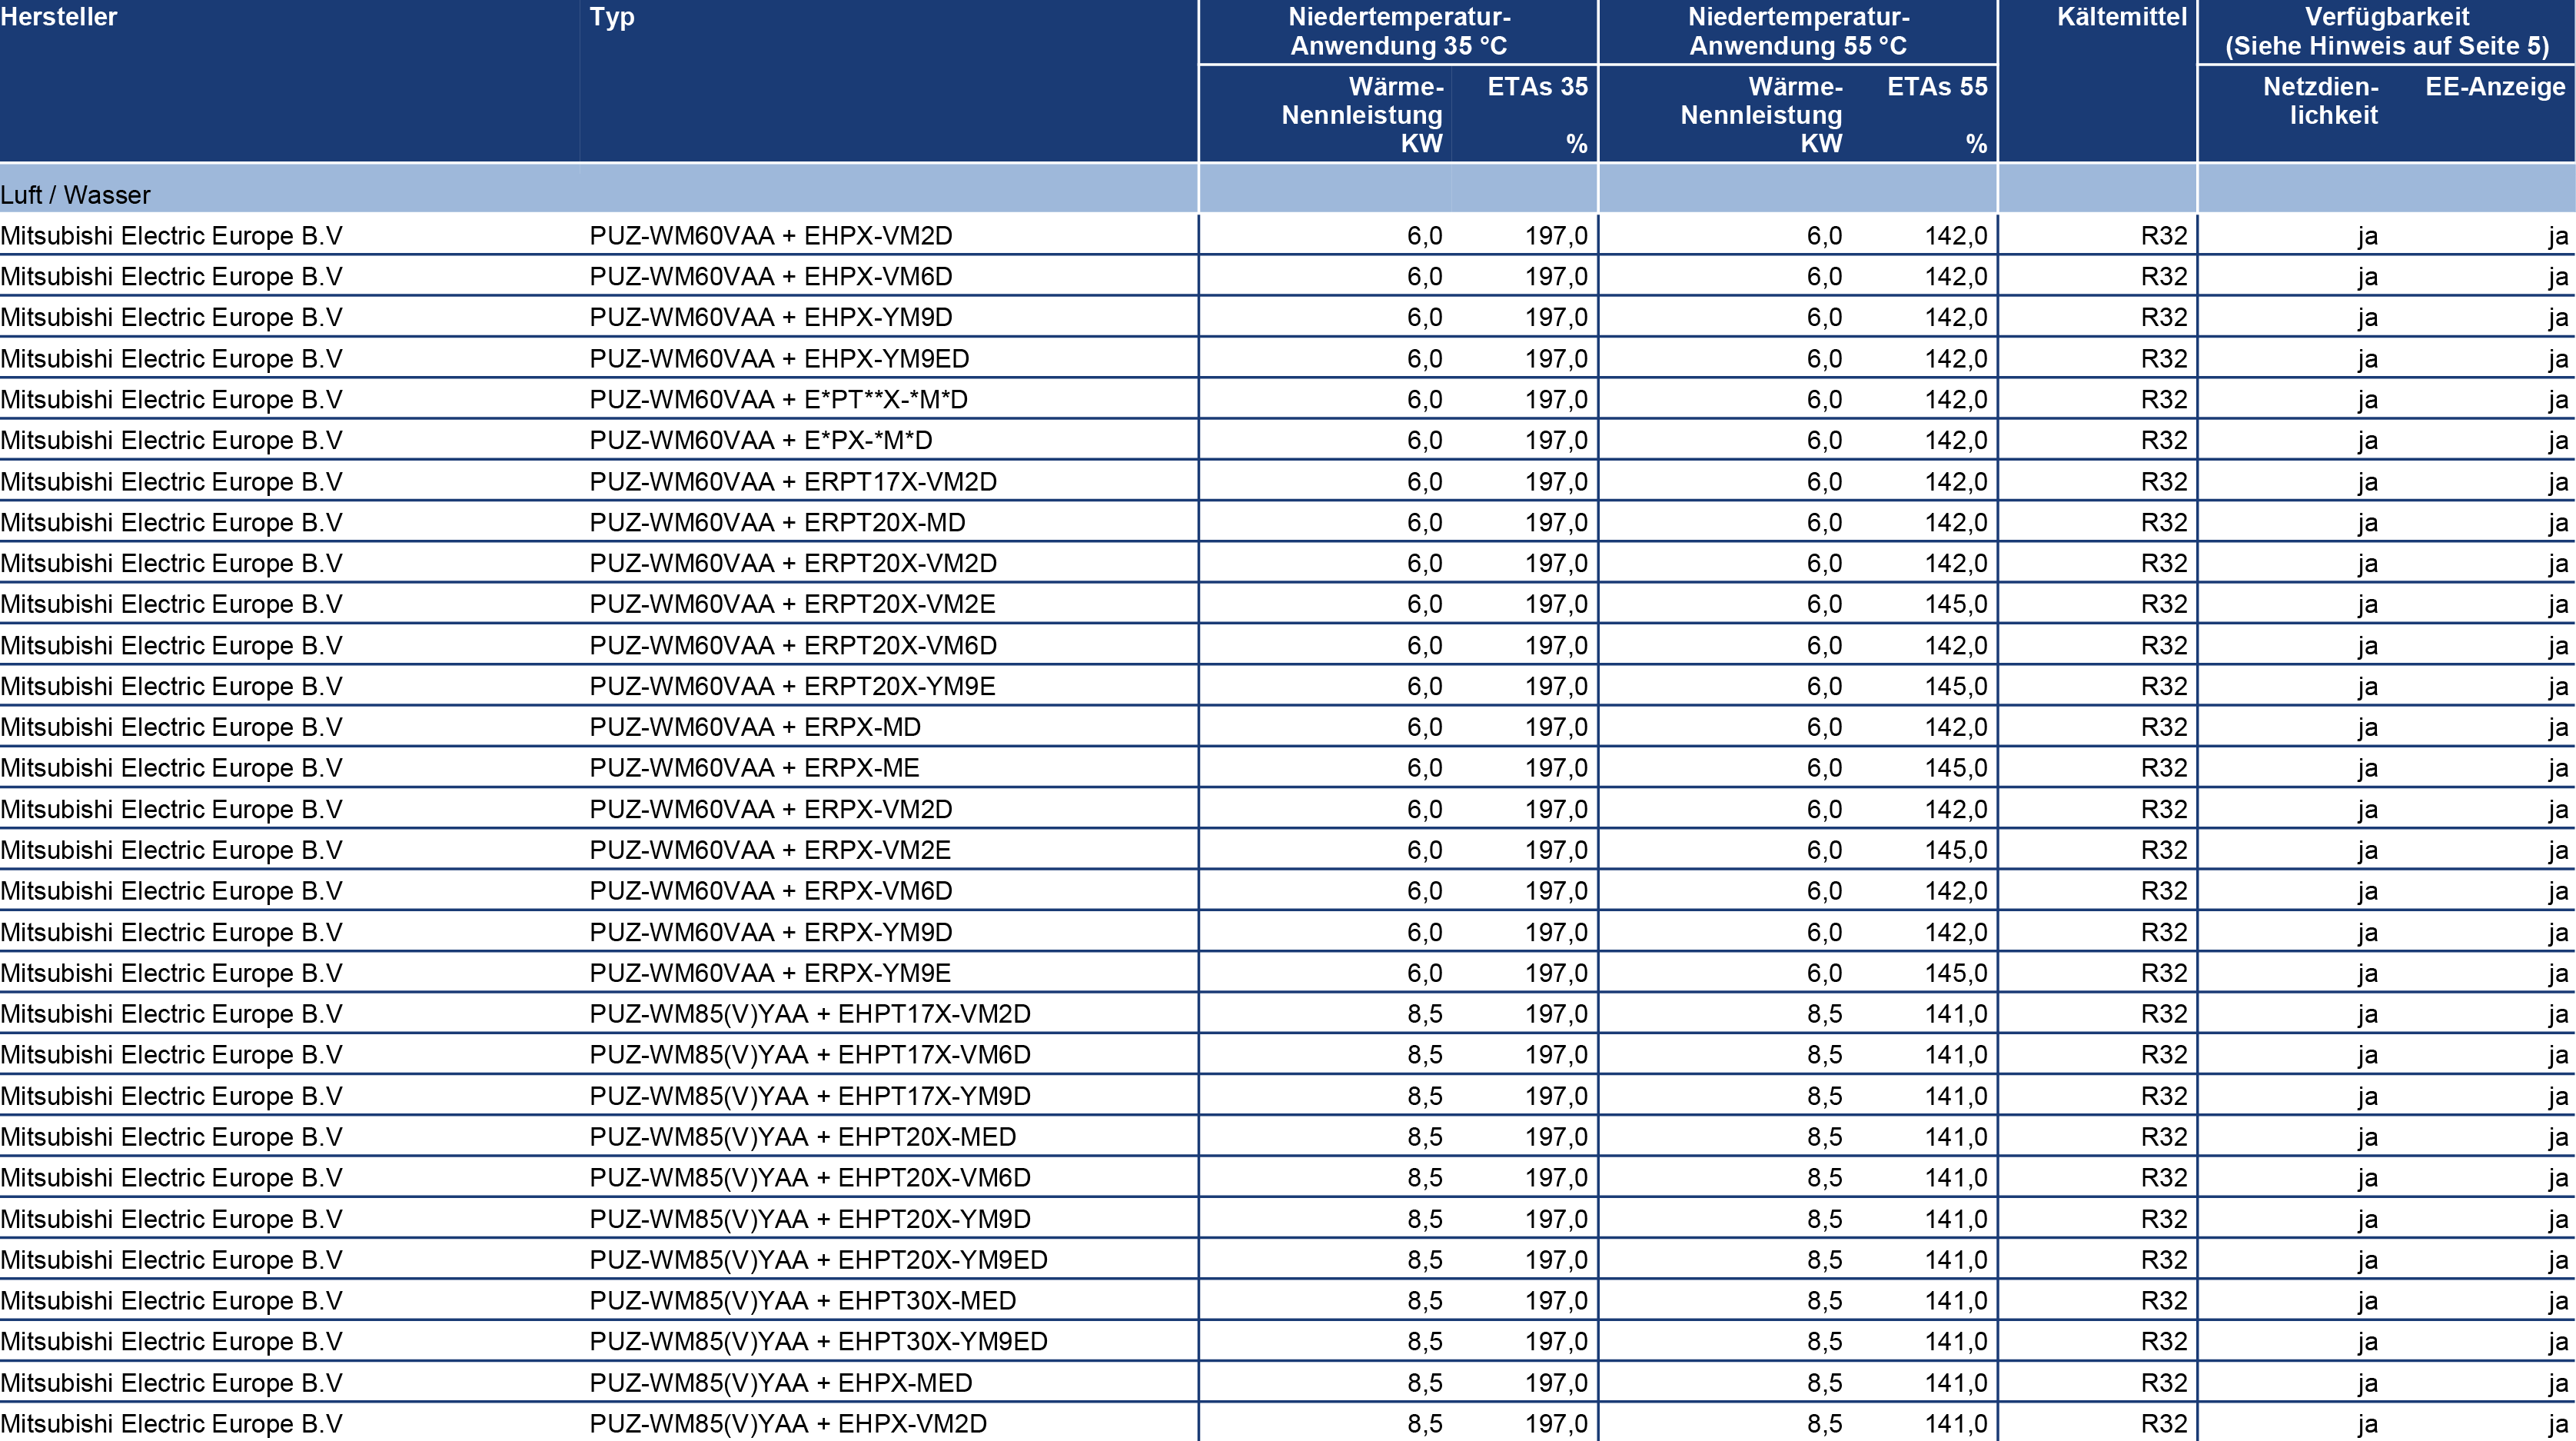 Hersteller Typ Niedertemperatur- Niedertemperatur- Kältemittel Verfügbarkeit
Anwendung 35 °C Anwendung 55 °C (Siehe Hinweis auf Seite 5)
Wärme- ETAs 35 Wärme- ETAs 55 Netzdien- EE-Anzeige
Nennleistung Nennleistung lichkeit
KW % KW %
Luft / Wasser
Mitsubishi Electric Europe B.V PUZ-WM60VAA + EHPX-VM2D 6,0 197,0 6,0 142,0 R32 ja ja
Mitsubishi Electric Europe B.V PUZ-WM60VAA + EHPX-VM6D 6,0 197,0 6,0 142,0 R32 ja ja
Mitsubishi Electric Europe B.V PUZ-WM60VAA + EHPX-YM9D 6,0 197,0 6,0 142,0 R32 ja ja
Mitsubishi Electric Europe B.V PUZ-WM60VAA + EHPX-YM9ED 6,0 197,0 6,0 142,0 R32 ja ja
Mitsubishi Electric Europe B.V PUZ-WM60VAA + E*PT**X-*M*D 6,0 197,0 6,0 142,0 R32 ja ja
Mitsubishi Electric Europe B.V PUZ-WM60VAA + E*PX-*M*D 6,0 197,0 6,0 142,0 R32 ja ja
Mitsubishi Electric Europe B.V PUZ-WM60VAA + ERPT17X-VM2D 6,0 197,0 6,0 142,0 R32 ja ja
Mitsubishi Electric Europe B.V PUZ-WM60VAA + ERPT20X-MD 6,0 197,0 6,0 142,0 R32 ja ja
Mitsubishi Electric Europe B.V PUZ-WM60VAA + ERPT20X-VM2D 6,0 197,0 6,0 142,0 R32 ja ja
Mitsubishi Electric Europe B.V PUZ-WM60VAA + ERPT20X-VM2E 6,0 197,0 6,0 145,0 R32 ja ja
Mitsubishi Electric Europe B.V PUZ-WM60VAA + ERPT20X-VM6D 6,0 197,0 6,0 142,0 R32 ja ja
Mitsubishi Electric Europe B.V PUZ-WM60VAA + ERPT20X-YM9E 6,0 197,0 6,0 145,0 R32 ja ja
Mitsubishi Electric Europe B.V PUZ-WM60VAA + ERPX-MD 6,0 197,0 6,0 142,0 R32 ja ja
Mitsubishi Electric Europe B.V PUZ-WM60VAA + ERPX-ME 6,0 197,0 6,0 145,0 R32 ja ja
Mitsubishi Electric Europe B.V PUZ-WM60VAA + ERPX-VM2D 6,0 197,0 6,0 142,0 R32 ja ja
Mitsubishi Electric Europe B.V PUZ-WM60VAA + ERPX-VM2E 6,0 197,0 6,0 145,0 R32 ja ja
Mitsubishi Electric Europe B.V PUZ-WM60VAA + ERPX-VM6D 6,0 197,0 6,0 142,0 R32 ja ja
Mitsubishi Electric Europe B.V PUZ-WM60VAA + ERPX-YM9D 6,0 197,0 6,0 142,0 R32 ja ja
Mitsubishi Electric Europe B.V PUZ-WM60VAA + ERPX-YM9E 6,0 197,0 6,0 145,0 R32 ja ja
Mitsubishi Electric Europe B.V PUZ-WM85(V)YAA + EHPT17X-VM2D 8,5 197,0 8,5 141,0 R32 ja ja
Mitsubishi Electric Europe B.V PUZ-WM85(V)YAA + EHPT17X-VM6D 8,5 197,0 8,5 141,0 R32 ja ja
Mitsubishi Electric Europe B.V PUZ-WM85(V)YAA + EHPT17X-YM9D 8,5 197,0 8,5 141,0 R32 ja ja
Mitsubishi Electric Europe B.V PUZ-WM85(V)YAA + EHPT20X-MED 8,5 197,0 8,5 141,0 R32 ja ja
Mitsubishi Electric Europe B.V PUZ-WM85(V)YAA + EHPT20X-VM6D 8,5 197,0 8,5 141,0 R32 ja ja
Mitsubishi Electric Europe B.V PUZ-WM85(V)YAA + EHPT20X-YM9D 8,5 197,0 8,5 141,0 R32 ja ja
Mitsubishi Electric Europe B.V PUZ-WM85(V)YAA + EHPT20X-YM9ED 8,5 197,0 8,5 141,0 R32 ja ja
Mitsubishi Electric Europe B.V PUZ-WM85(V)YAA + EHPT30X-MED 8,5 197,0 8,5 141,0 R32 ja ja
Mitsubishi Electric Europe B.V PUZ-WM85(V)YAA + EHPT30X-YM9ED 8,5 197,0 8,5 141,0 R32 ja ja
Mitsubishi Electric Europe B.V PUZ-WM85(V)YAA + EHPX-MED 8,5 197,0 8,5 141,0 R32 ja ja
Mitsubishi Electric Europe B.V PUZ-WM85(V)YAA + EHPX-VM2D 8,5 197,0 8,5 141,0 R32 ja ja